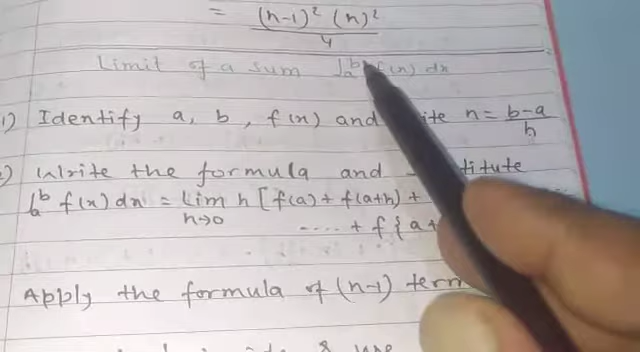 = (n-1)² (n)² / 4
Limit of a sum ∫ₐᵇ f(x) dx
1) Identify a, b, f(x) and n = b-a / h
) Write the formula and
∫ₐᵇ f(x) dx = lim h→0 h [f(a) + f(a+h) +
..... + f{a+
Apply the formula of (n-1) term